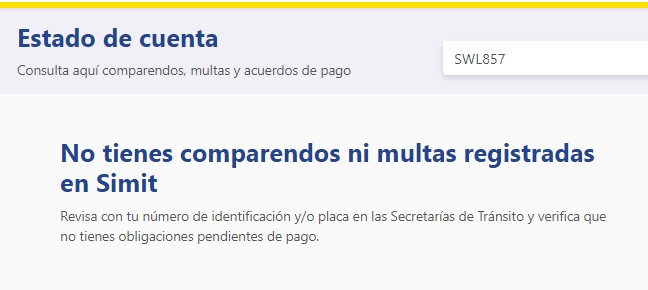 Estado de cuenta
Consulta aquí comparendos, multas y acuerdos de pago
SWL857
No tienes comparendos ni multas registradas
en Simit
Revisa con tu número de identificación y/o placa en las Secretarías de Tránsito y verifica que
no tienes obligaciones pendientes de pago.